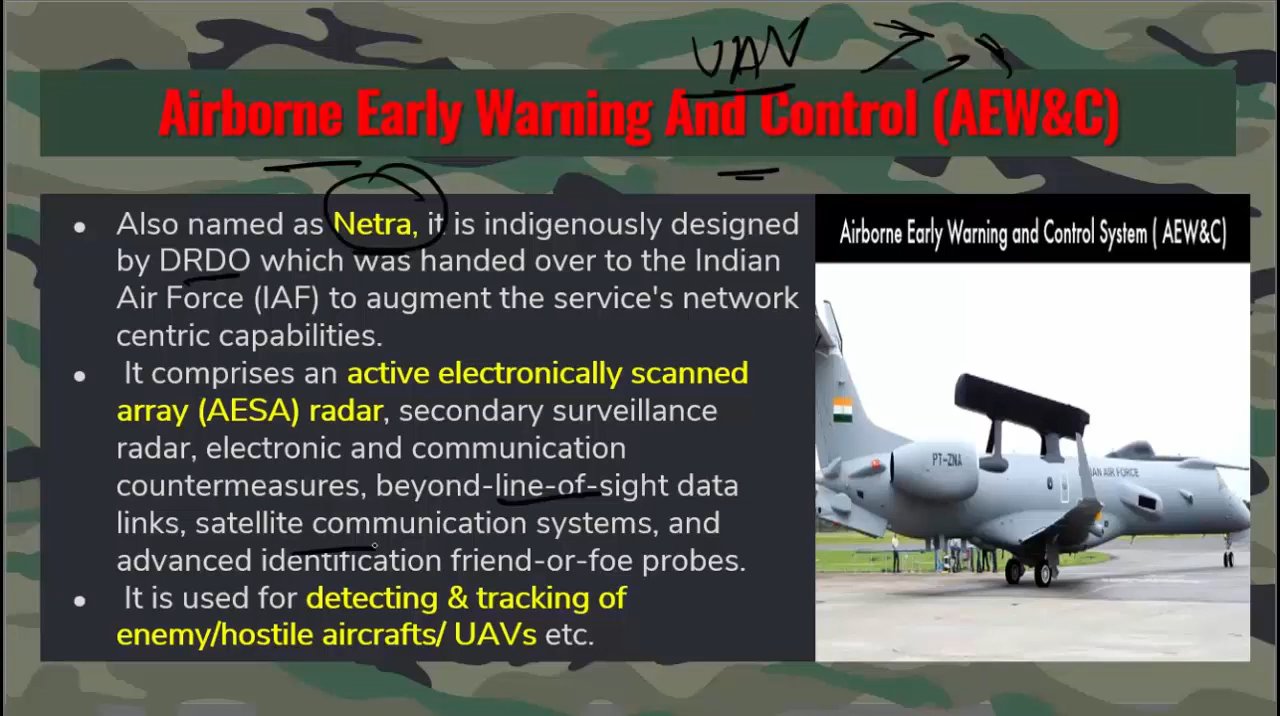 UAV
Airborne Early Warning And Control (AEW&C)
• Also named as Netra, it is indigenously designed
by DRDO which was handed over to the Indian
Air Force (IAF) to augment the service's network
centric capabilities.
• It comprises an active electronically scanned
array (AESA) radar, secondary surveillance
radar, electronic and communication
countermeasures, beyond-line-of-sight data
links, satellite communication systems, and
advanced identification friend-or-foe probes.
• It is used for detecting & tracking of
enemy/hostile aircrafts/ UAVs etc.
Airborne Early Warning and Control System ( AEW&C)
PT-ZNA
INDIAN AIR FORCE